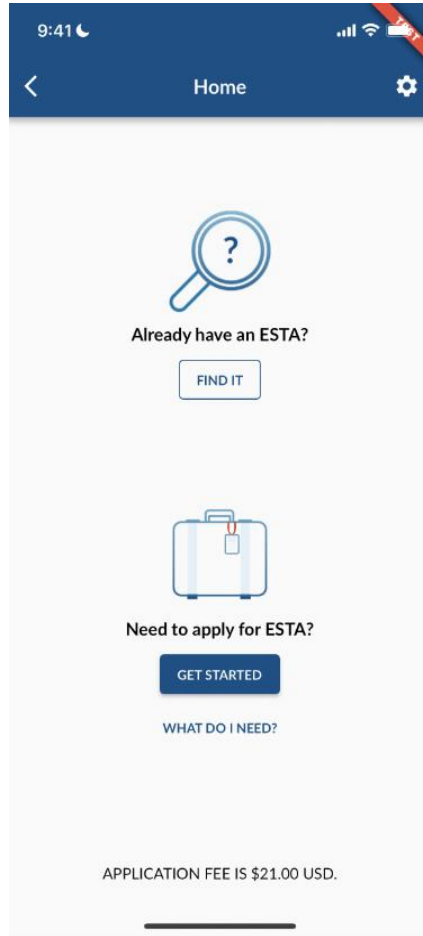 9:41
TEST
Home
?
Already have an ESTA?
FIND IT
Need to apply for ESTA?
GET STARTED
WHAT DO I NEED?
APPLICATION FEE IS $21.00 USD.